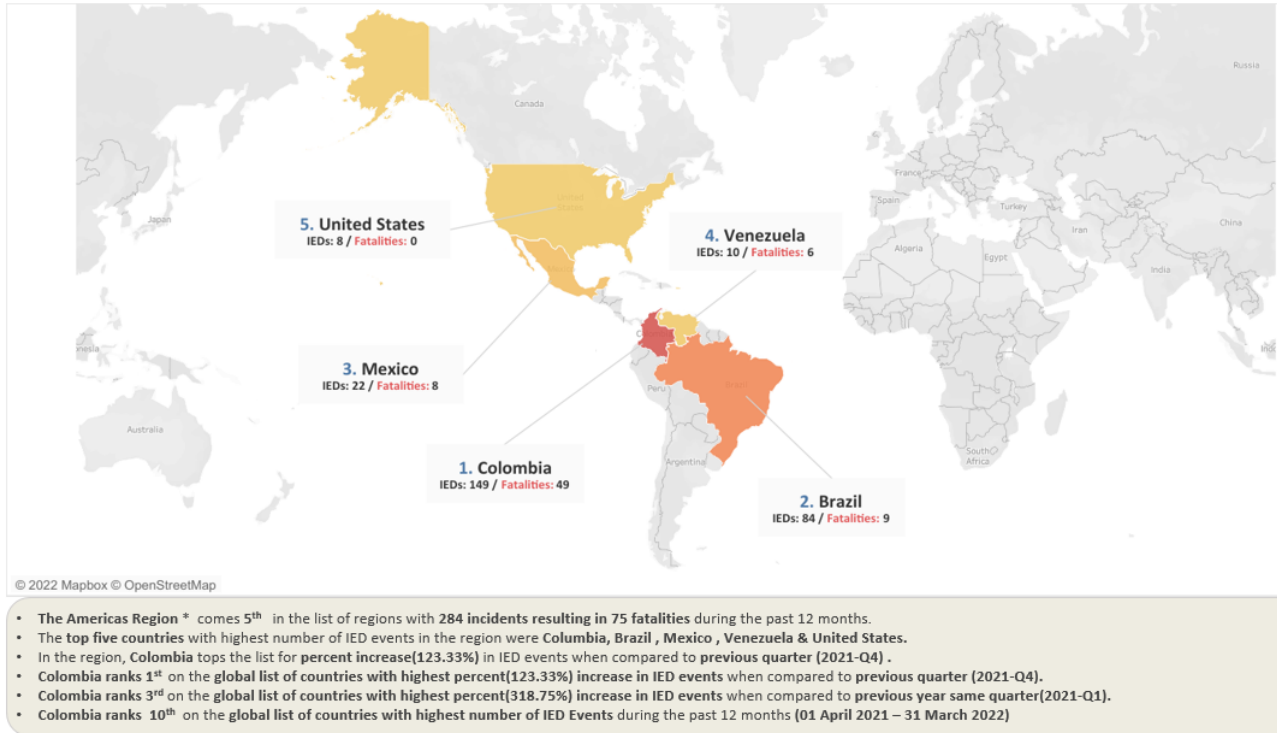 Russia
Canada
France
Spain
Turkey
Japan
China
Iran
Algeria
Egypt
India
United
States
5. United States
IEDs: 8 / Fatalities: 0
4. Venezuela
IEDs: 10 / Fatalities: 6
Mexico
3. Mexico
IEDs: 22 / Fatalities: 8
nesia
Peru
Brazil
Australia
Argentina
South
Africa
1. Colombia
IEDs: 149 / Fatalities: 49
2. Brazil
IEDs: 84 / Fatalities: 9
© 2022 Mapbox © OpenStreetMap
• The Americas Region * comes 5th in the list of regions with 284 incidents resulting in 75 fatalities during the past 12 months.
• The top five countries with highest number of IED events in the region were Columbia, Brazil , Mexico , Venezuela & United States.
• In the region, Colombia tops the list for percent increase(123.33%) in IED events when compared to previous quarter (2021-Q4) .
• Colombia ranks 1st on the global list of countries with highest percent(123.33%) increase in IED events when compared to previous quarter (2021-Q4).
• Colombia ranks 3rd on the global list of countries with highest percent(318.75%) increase in IED events when compared to previous year same quarter(2021-Q1).
• Colombia ranks 10th on the global list of countries with highest number of IED Events during the past 12 months (01 April 2021 – 31 March 2022)